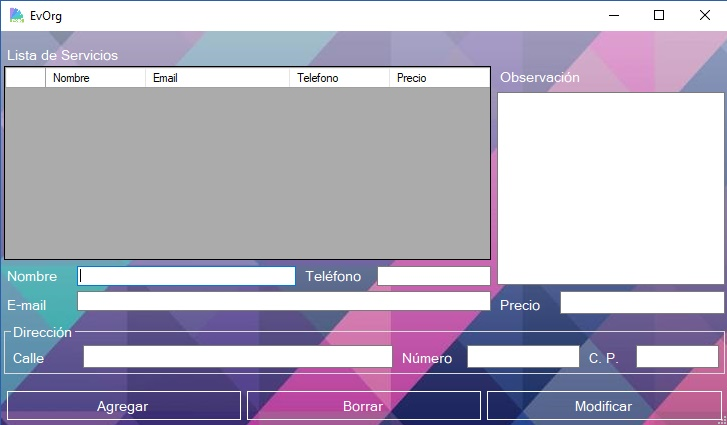 EvOrg
Lista de Servicios
Nombre Email Telefono Precio
Observación
Nombre Teléfono
E-mail Precio
Dirección
Calle Número C. P.
Agregar Borrar Modificar